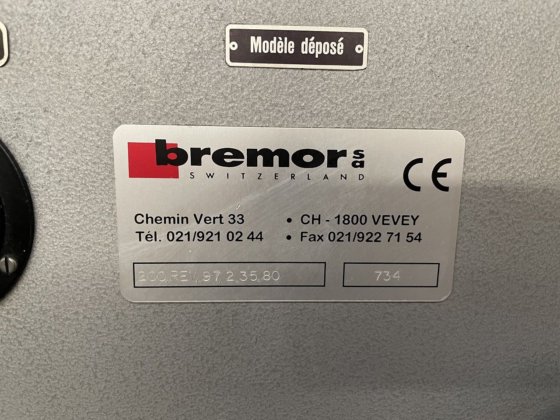 Modèle déposé
bremor sa
SWITZERLAND
CE
Chemin Vert 33 • CH - 1800 VEVEY
Tél. 021/921 02 44 • Fax 021/922 71 54
734